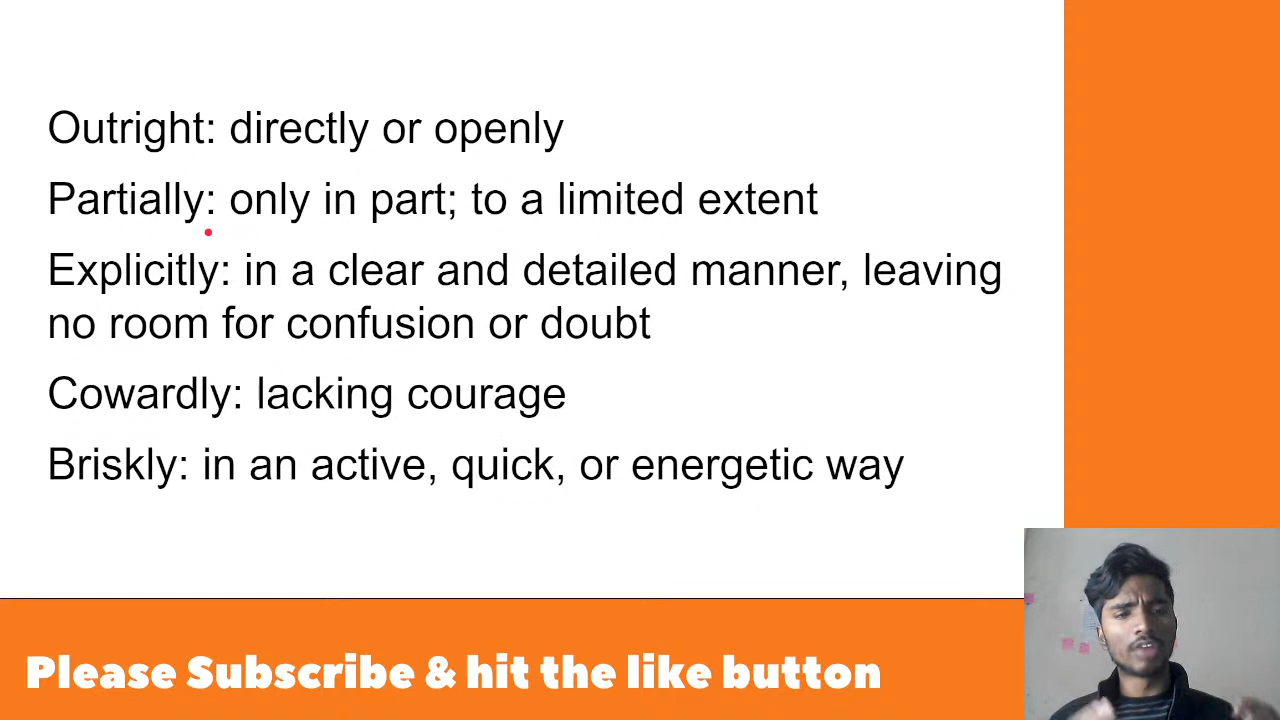 Outright: directly or openly
Partially: only in part; to a limited extent
Explicitly: in a clear and detailed manner, leaving
no room for confusion or doubt
Cowardly: lacking courage
Briskly: in an active, quick, or energetic way
Please Subscribe & hit the like button